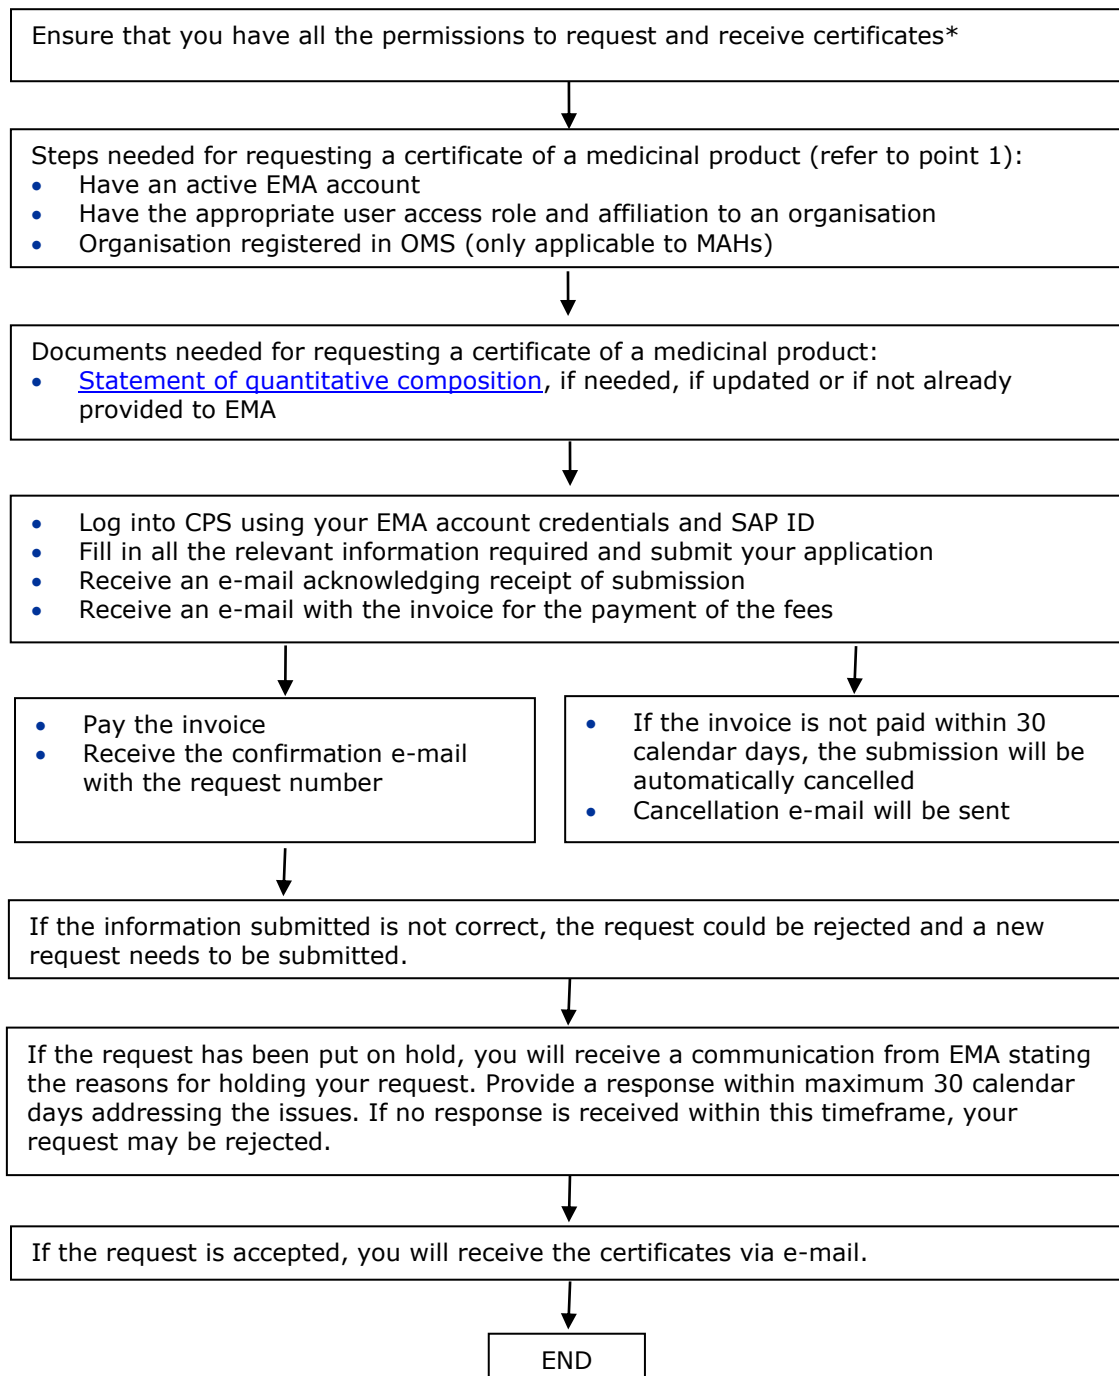 Ensure that you have all the permissions to request and receive certificates*
Steps needed for requesting a certificate of a medicinal product (refer to point 1):
• Have an active EMA account
• Have the appropriate user access role and affiliation to an organisation
• Organisation registered in OMS (only applicable to MAHs)
Documents needed for requesting a certificate of a medicinal product:
• Statement of quantitative composition, if needed, if updated or if not already
provided to EMA
• Log into CPS using your EMA account credentials and SAP ID
• Fill in all the relevant information required and submit your application
• Receive an e-mail acknowledging receipt of submission
• Receive an e-mail with the invoice for the payment of the fees
• Pay the invoice
• Receive the confirmation e-mail
with the request number
• If the invoice is not paid within 30
calendar days, the submission will be
automatically cancelled
• Cancellation e-mail will be sent
If the information submitted is not correct, the request could be rejected and a new
request needs to be submitted.
If the request has been put on hold, you will receive a communication from EMA stating
the reasons for holding your request. Provide a response within maximum 30 calendar
days addressing the issues. If no response is received within this timeframe, your
request may be rejected.
If the request is accepted, you will receive the certificates via e-mail.
END